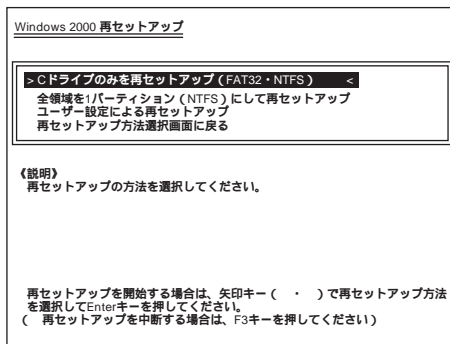 Windows 2000 再セットアップ
>Cドライブのみを再セットアップ(FAT32・NTFS) <
全領域を1パーティション(NTFS)にして再セットアップ
ユーザー設定による再セットアップ
再セットアップ方法選択画面に戻る
《説明》
再セットアップの方法を選択してください。
再セットアップを開始する場合は、矢印キー( ・ )で再セットアップ方法
を選択してEnterキーを押してください。
( 再セットアップを中断する場合は、F3キーを押してください)